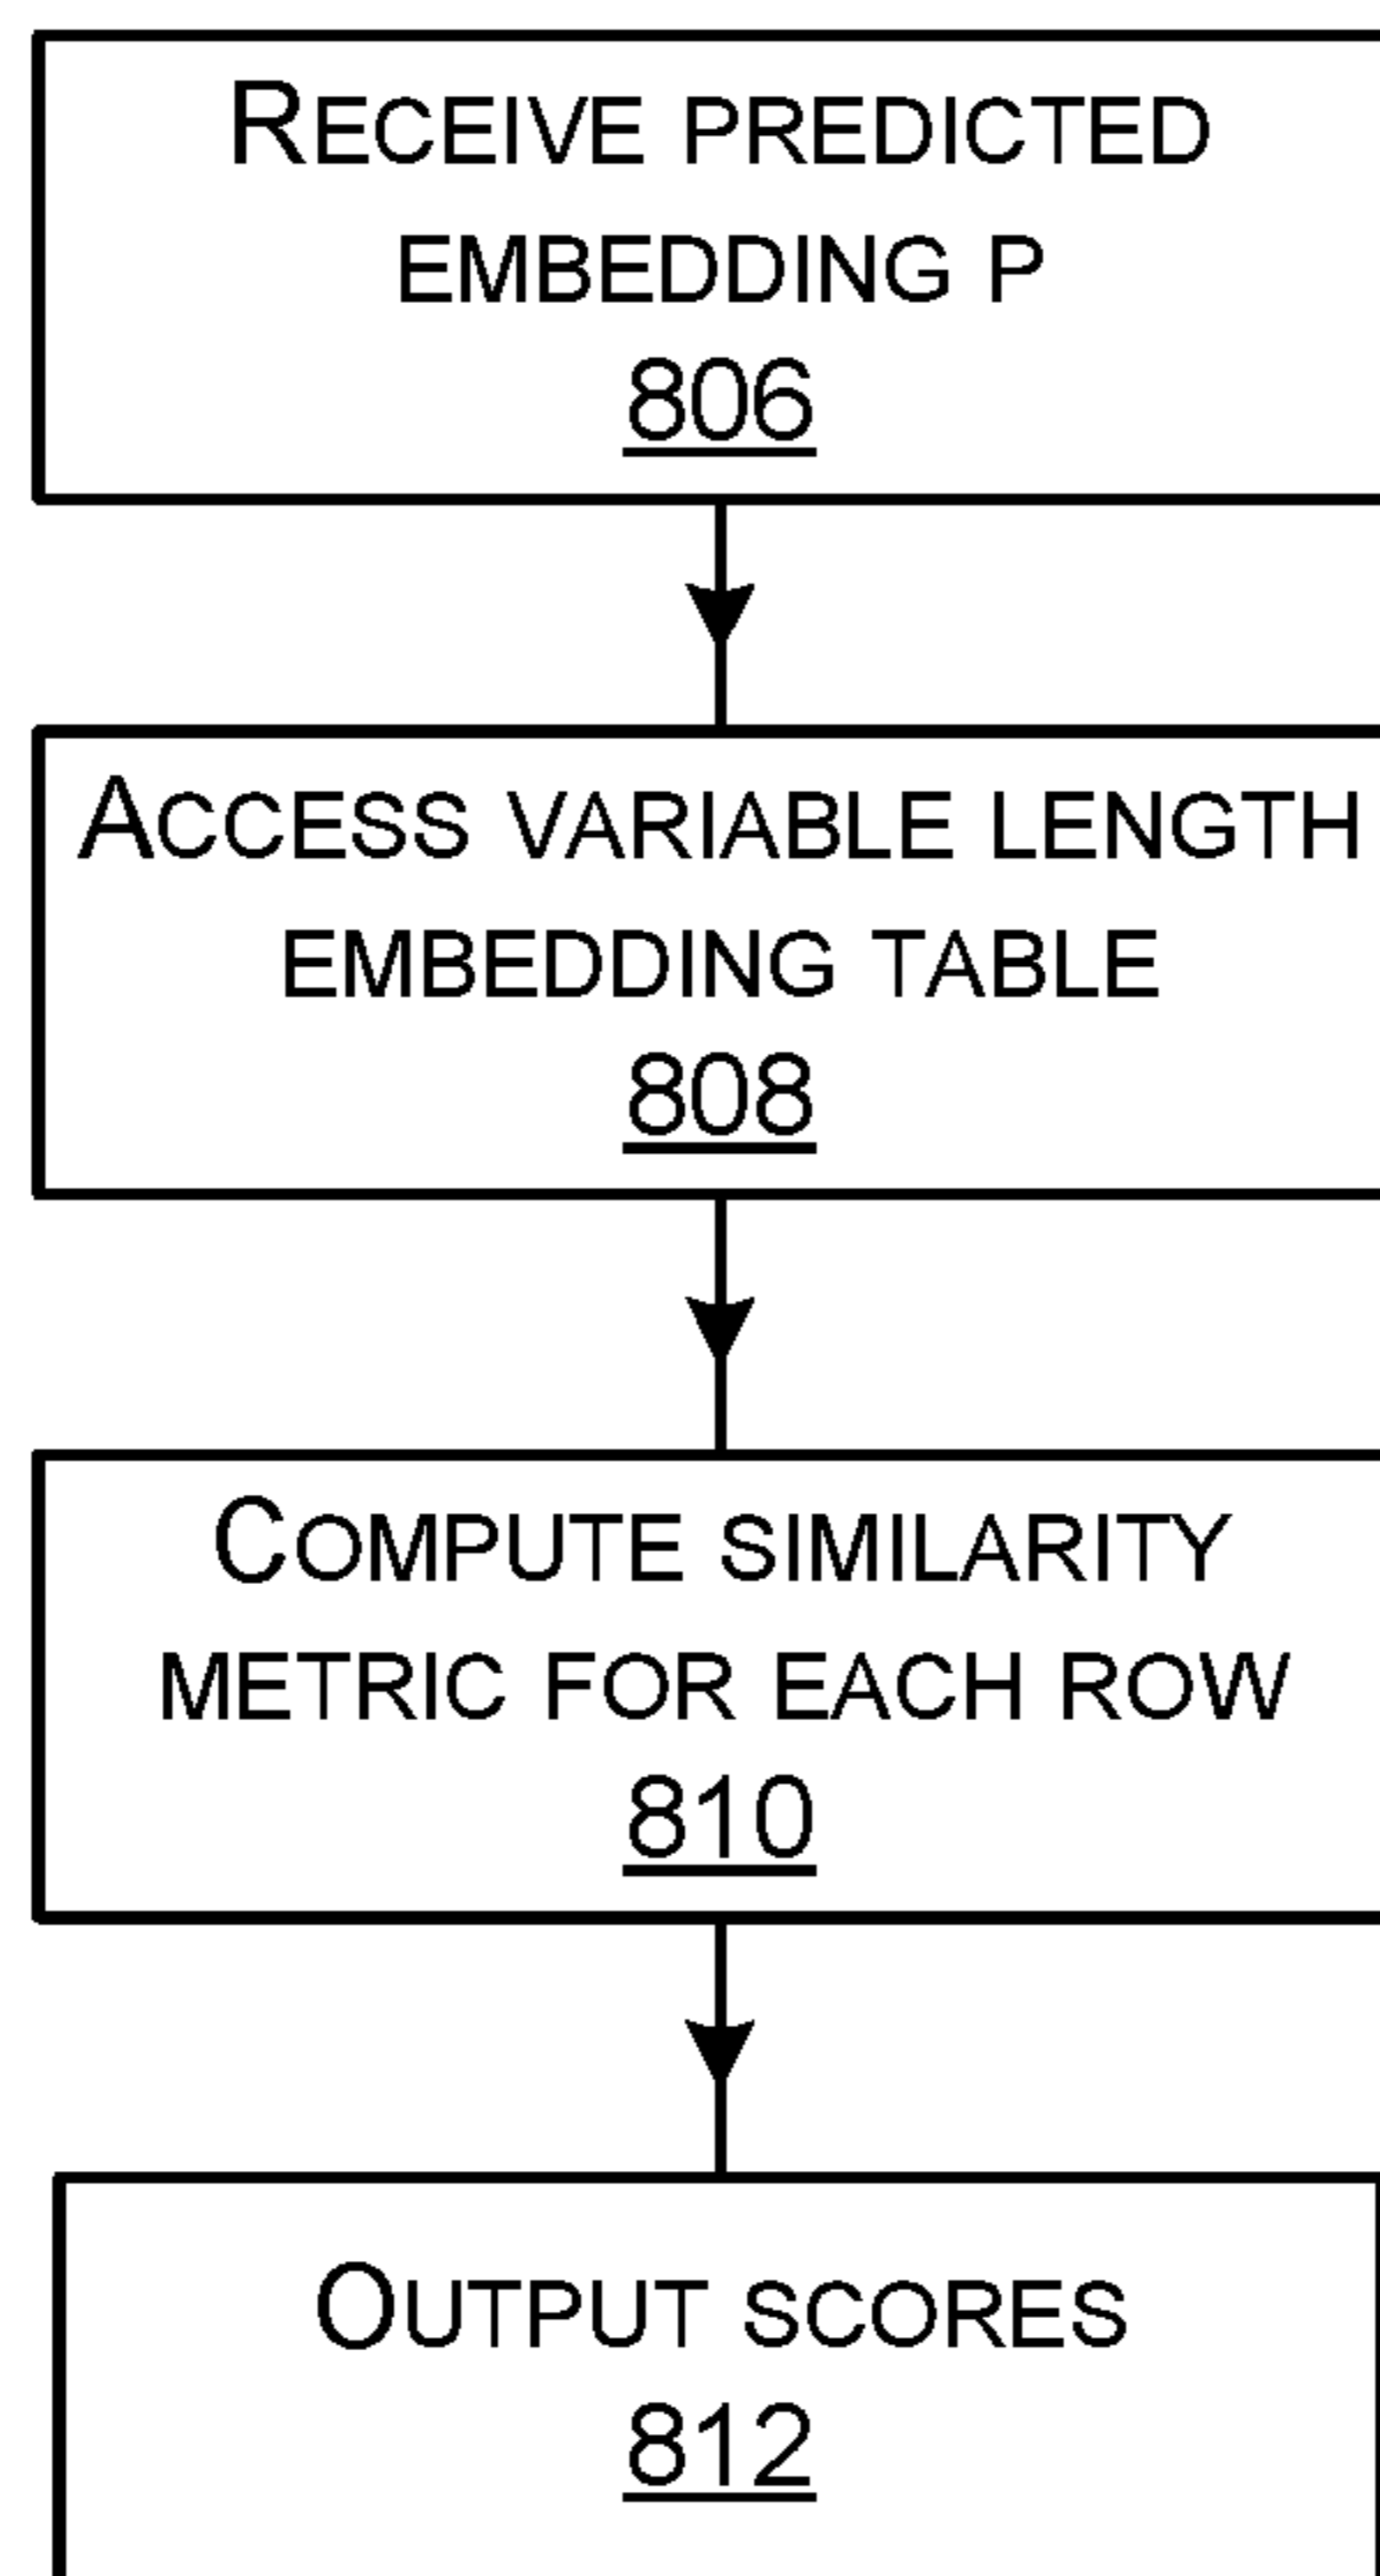 RECEIVE PREDICTED
EMBEDDING P
806
ACCESS VARIABLE LENGTH
EMBEDDING TABLE
808
COMPUTE SIMILARITY
METRIC FOR EACH ROW
810
OUTPUT SCORES
812